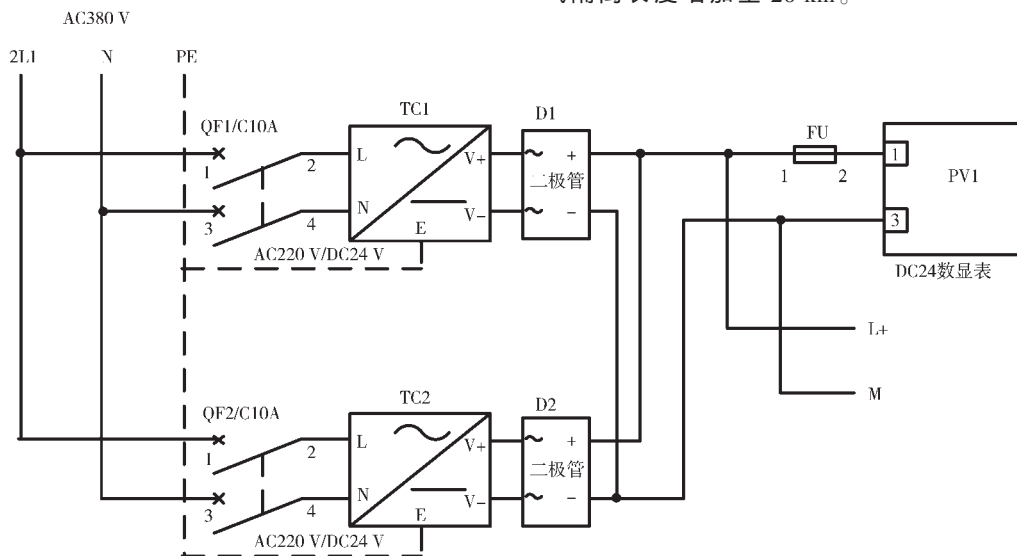 AC380 V
2L1 N PE
QF1/C10A
1 2
3 4
TC1
L
N
V+
V-
E
AC220 V/DC24 V
D1
+
二极管
-
FU
1 2
1
3
PV1
DC24数显表
L+
M
QF2/C10A
1 2
3 4
TC2
L
N
V+
V-
E
AC220 V/DC24 V
D2
+
二极管
-